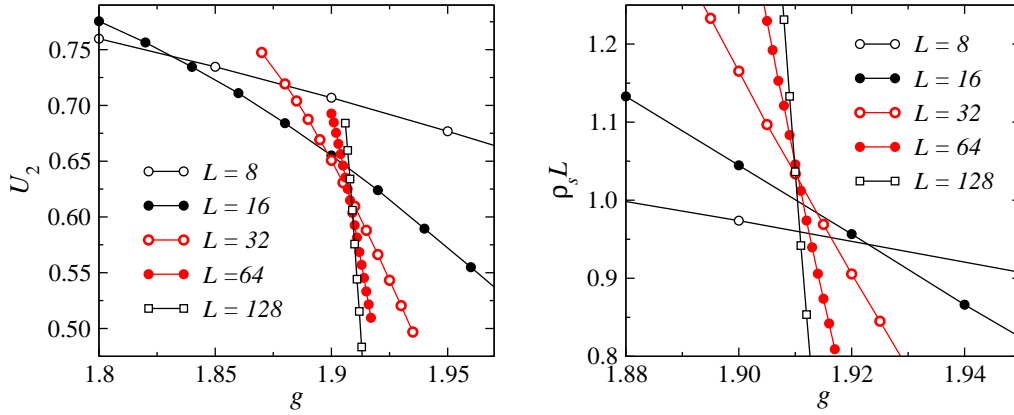 0.75
0.70
0.65
0.60
0.55
0.50
U2
L = 8
L = 16
L = 32
L =64
L = 128
1.8
1.85
1.9
1.95
g
1.2
1.1
1.0
0.9
0.8
ρsL
L = 8
L = 16
L = 32
L = 64
L = 128
1.88
1.90
1.92
1.94
g